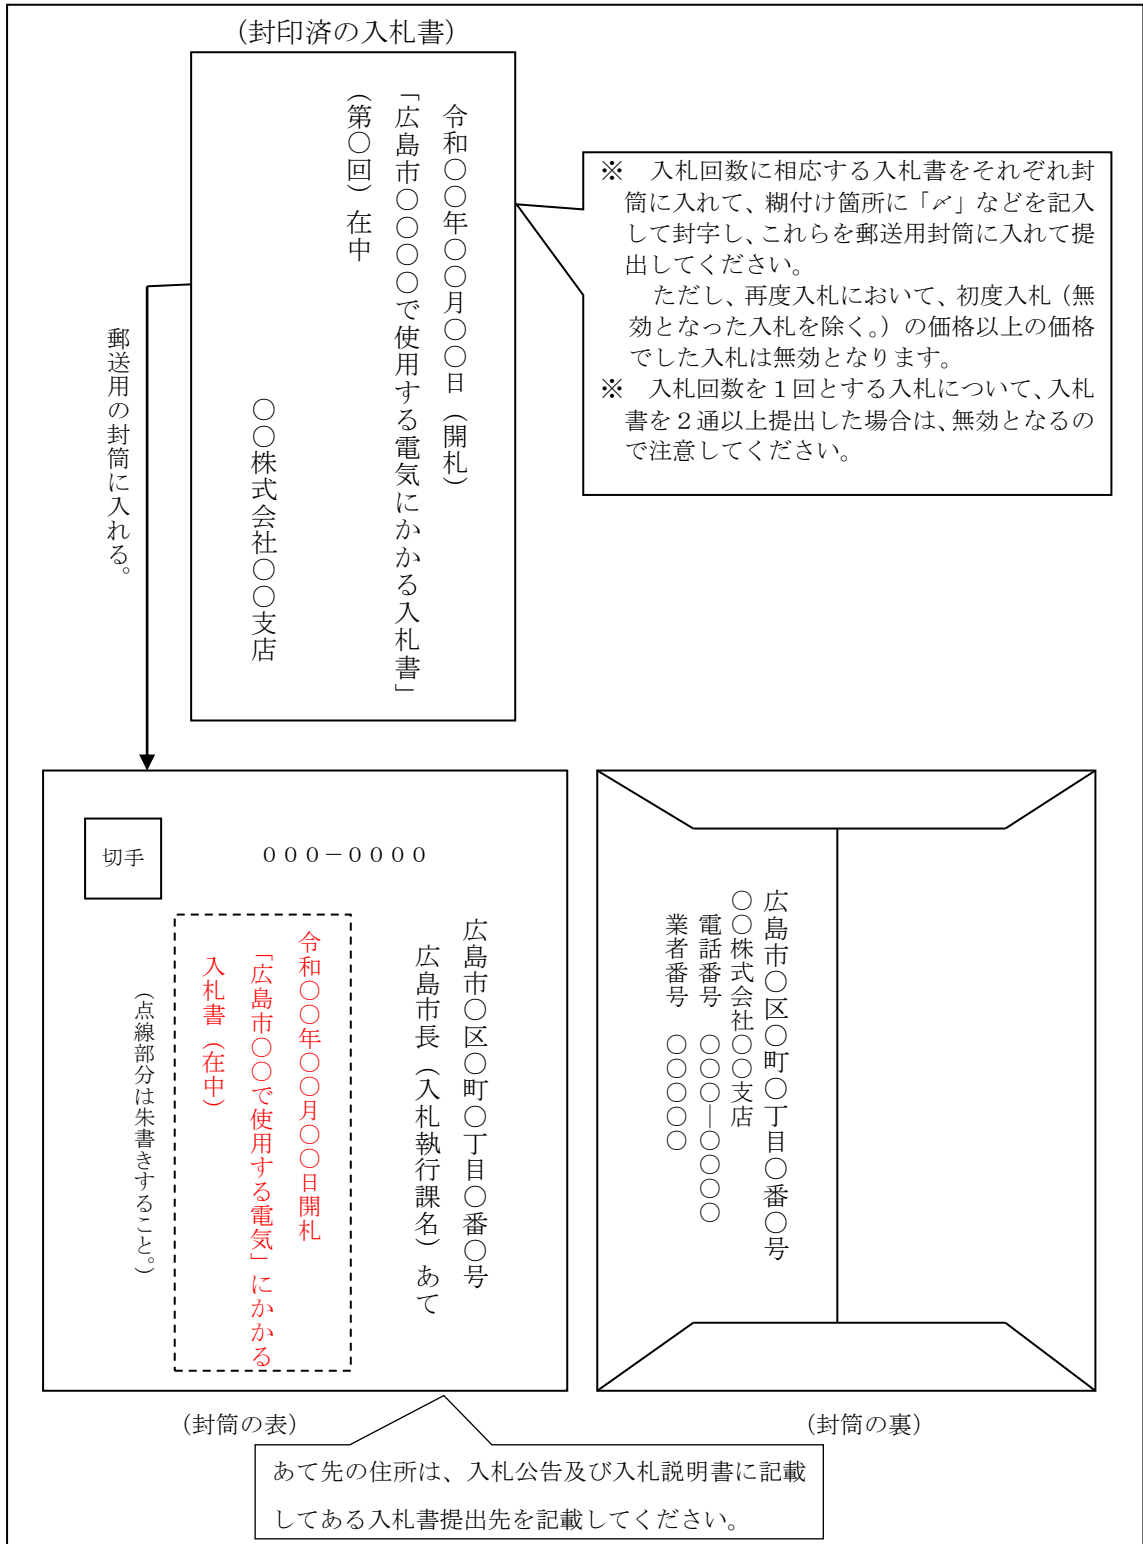 （封印済の入札書）
令和〇〇年〇〇月〇〇日（開札）
「広島市〇〇〇〇で使用する電気にかかる入札書」
（第〇回）在中
〇〇株式会社〇〇支店
※　入札回数に相応する入札書をそれぞれ封
筒に入れて、糊付け箇所に「〆」などを記入
して封字し、これらを郵送用封筒に入れて提
出してください。
ただし、再度入札において、初度入札（無
効となった入札を除く。）の価格以上の価格
でした入札は無効となります。
※　入札回数を１回とする入札について、入札
書を２通以上提出した場合は、無効となるの
で注意してください。
郵送用の封筒に入れる。
切手
０００－００００
広島市〇区〇町〇丁目〇番〇号
広島市長（入札執行課名）あて
令和〇〇年〇〇月〇〇日開札
「広島市〇〇で使用する電気」にかかる
入札書（在中）
（点線部分は朱書きすること。）
（封筒の表）
広島市〇区〇町〇丁目〇番〇号
〇〇株式会社〇〇支店
電話番号　〇〇〇―〇〇〇〇
業者番号　〇〇〇〇〇
（封筒の裏）
あて先の住所は、入札公告及び入札説明書に記載
してある入札書提出先を記載してください。